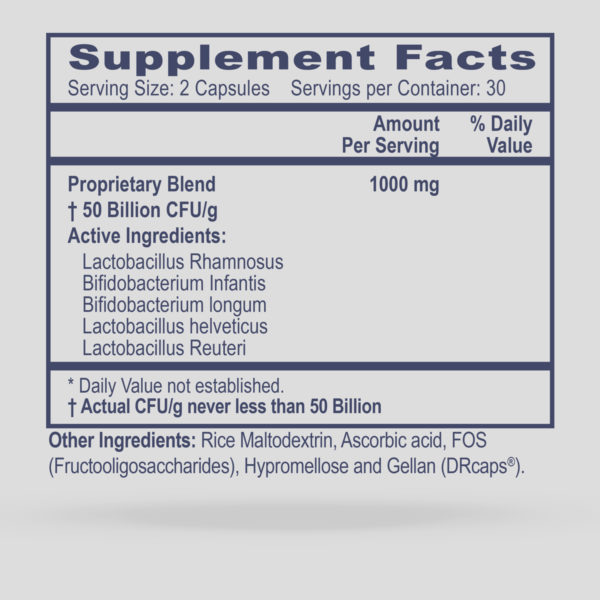 Supplement Facts
Serving Size: 2 Capsules Servings per Container: 30
Amount Per Serving % Daily Value
Proprietary Blend 1000 mg
† 50 Billion CFU/g
Active Ingredients:
Lactobacillus Rhamnosus
Bifidobacterium Infantis
Bifidobacterium longum
Lactobacillus helveticus
Lactobacillus Reuteri
* Daily Value not established.
† Actual CFU/g never less than 50 Billion
Other Ingredients: Rice Maltodextrin, Ascorbic acid, FOS
(Fructooligosaccharides), Hypromellose and Gellan (DRcaps®).